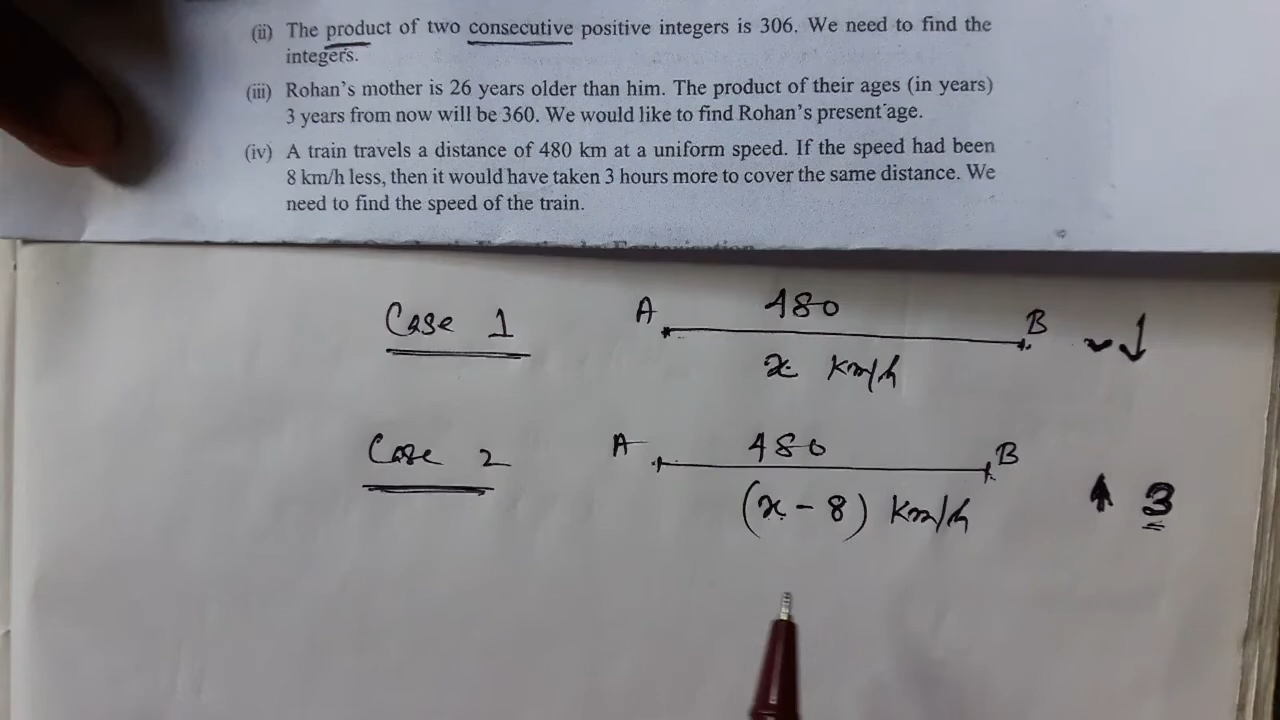 (ii) The product of two consecutive positive integers is 306. We need to find the
integers.
(iii) Rohan's mother is 26 years older than him. The product of their ages (in years)
3 years from now will be 360. We would like to find Rohan's present age.
(iv) A train travels a distance of 480 km at a uniform speed. If the speed had been
8 km/h less, then it would have taken 3 hours more to cover the same distance. We
need to find the speed of the train.
Case 1 A 480 B ↓
x km/h
Case 2 A 480 B
(x - 8) km/h ↑ 3